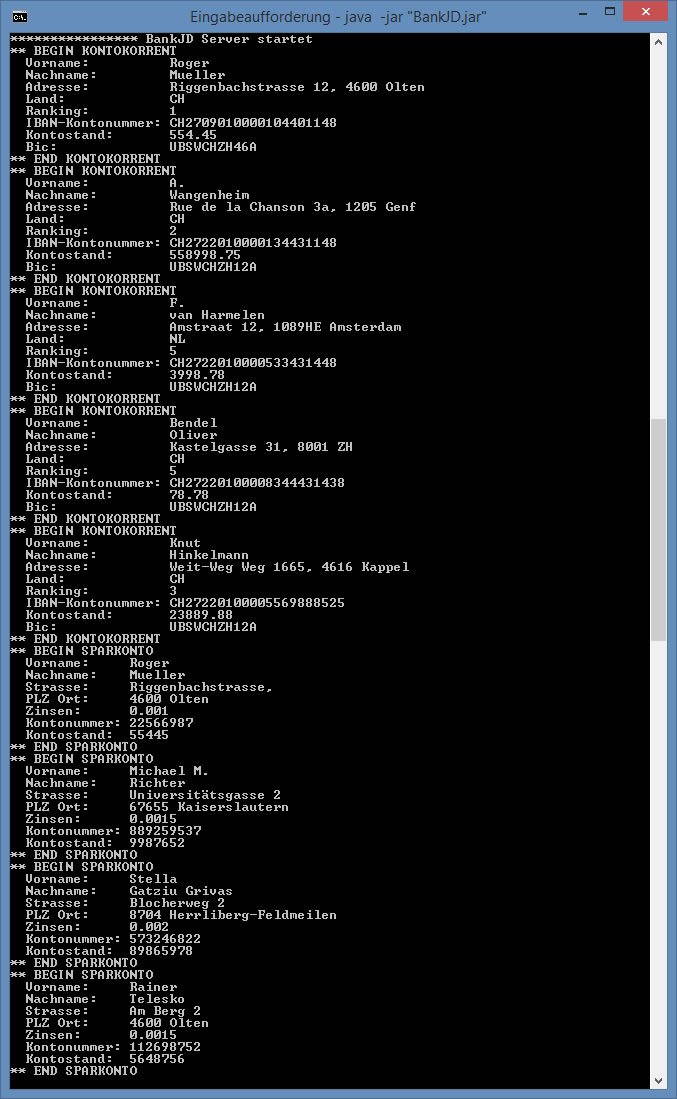 Eingabeaufforderung - java -jar "BankJD.jar"
**************** BankJD Server startet
** BEGIN KONTOKORRENT
Vorname: Roger
Nachname: Mueller
Adresse: Riggenbachstrasse 12, 4600 Olten
Land: CH
Ranking: 1
IBAN-Kontonummer: CH2709010000104401148
Kontostand: 554.45
Bic: UBSWCHZH46A
** END KONTOKORRENT
** BEGIN KONTOKORRENT
Vorname: A.
Nachname: Wangenheim
Adresse: Rue de la Chanson 3a, 1205 Genf
Land: CH
Ranking: 2
IBAN-Kontonummer: CH2722010000134431148
Kontostand: 558998.75
Bic: UBSWCHZH12A
** END KONTOKORRENT
** BEGIN KONTOKORRENT
Vorname: F.
Nachname: van Harmelen
Adresse: Amstraat 12, 1089HE Amsterdam
Land: NL
Ranking: 5
IBAN-Kontonummer: CH2722010000533431448
Kontostand: 3998.78
Bic: UBSWCHZH12A
** END KONTOKORRENT
** BEGIN KONTOKORRENT
Vorname: Bendel
Nachname: Oliver
Adresse: Kastelgasse 31, 8001 ZH
Land: CH
Ranking: 5
IBAN-Kontonummer: CH27220100008344431438
Kontostand: 78.78
Bic: UBSWCHZH12A
** END KONTOKORRENT
** BEGIN KONTOKORRENT
Vorname: Knut
Nachname: Hinkelmann
Adresse: Weit-Weg Weg 1665, 4616 Kappel
Land: CH
Ranking: 3
IBAN-Kontonummer: CH27220100005569888525
Kontostand: 23889.88
Bic: UBSWCHZH12A
** END KONTOKORRENT
** BEGIN SPARKONTO
Vorname: Roger
Nachname: Mueller
Strasse: Riggenbachstrasse,
PLZ Ort: 4600 Olten
Zinsen: 0.001
Kontonummer: 22566987
Kontostand: 55445
** END SPARKONTO
** BEGIN SPARKONTO
Vorname: Michael M.
Nachname: Richter
Strasse: Universitätsgasse 2
PLZ Ort: 67655 Kaiserslautern
Zinsen: 0.0015
Kontonummer: 889259537
Kontostand: 9987652
** END SPARKONTO
** BEGIN SPARKONTO
Vorname: Stella
Nachname: Gatziu Grivas
Strasse: Blocherweg 2
PLZ Ort: 8704 Herrliberg-Feldmeilen
Zinsen: 0.002
Kontonummer: 573246822
Kontostand: 89865978
** END SPARKONTO
** BEGIN SPARKONTO
Vorname: Rainer
Nachname: Telesko
Strasse: Am Berg 2
PLZ Ort: 4600 Olten
Zinsen: 0.0015
Kontonummer: 112698752
Kontostand: 5648756
** END SPARKONTO